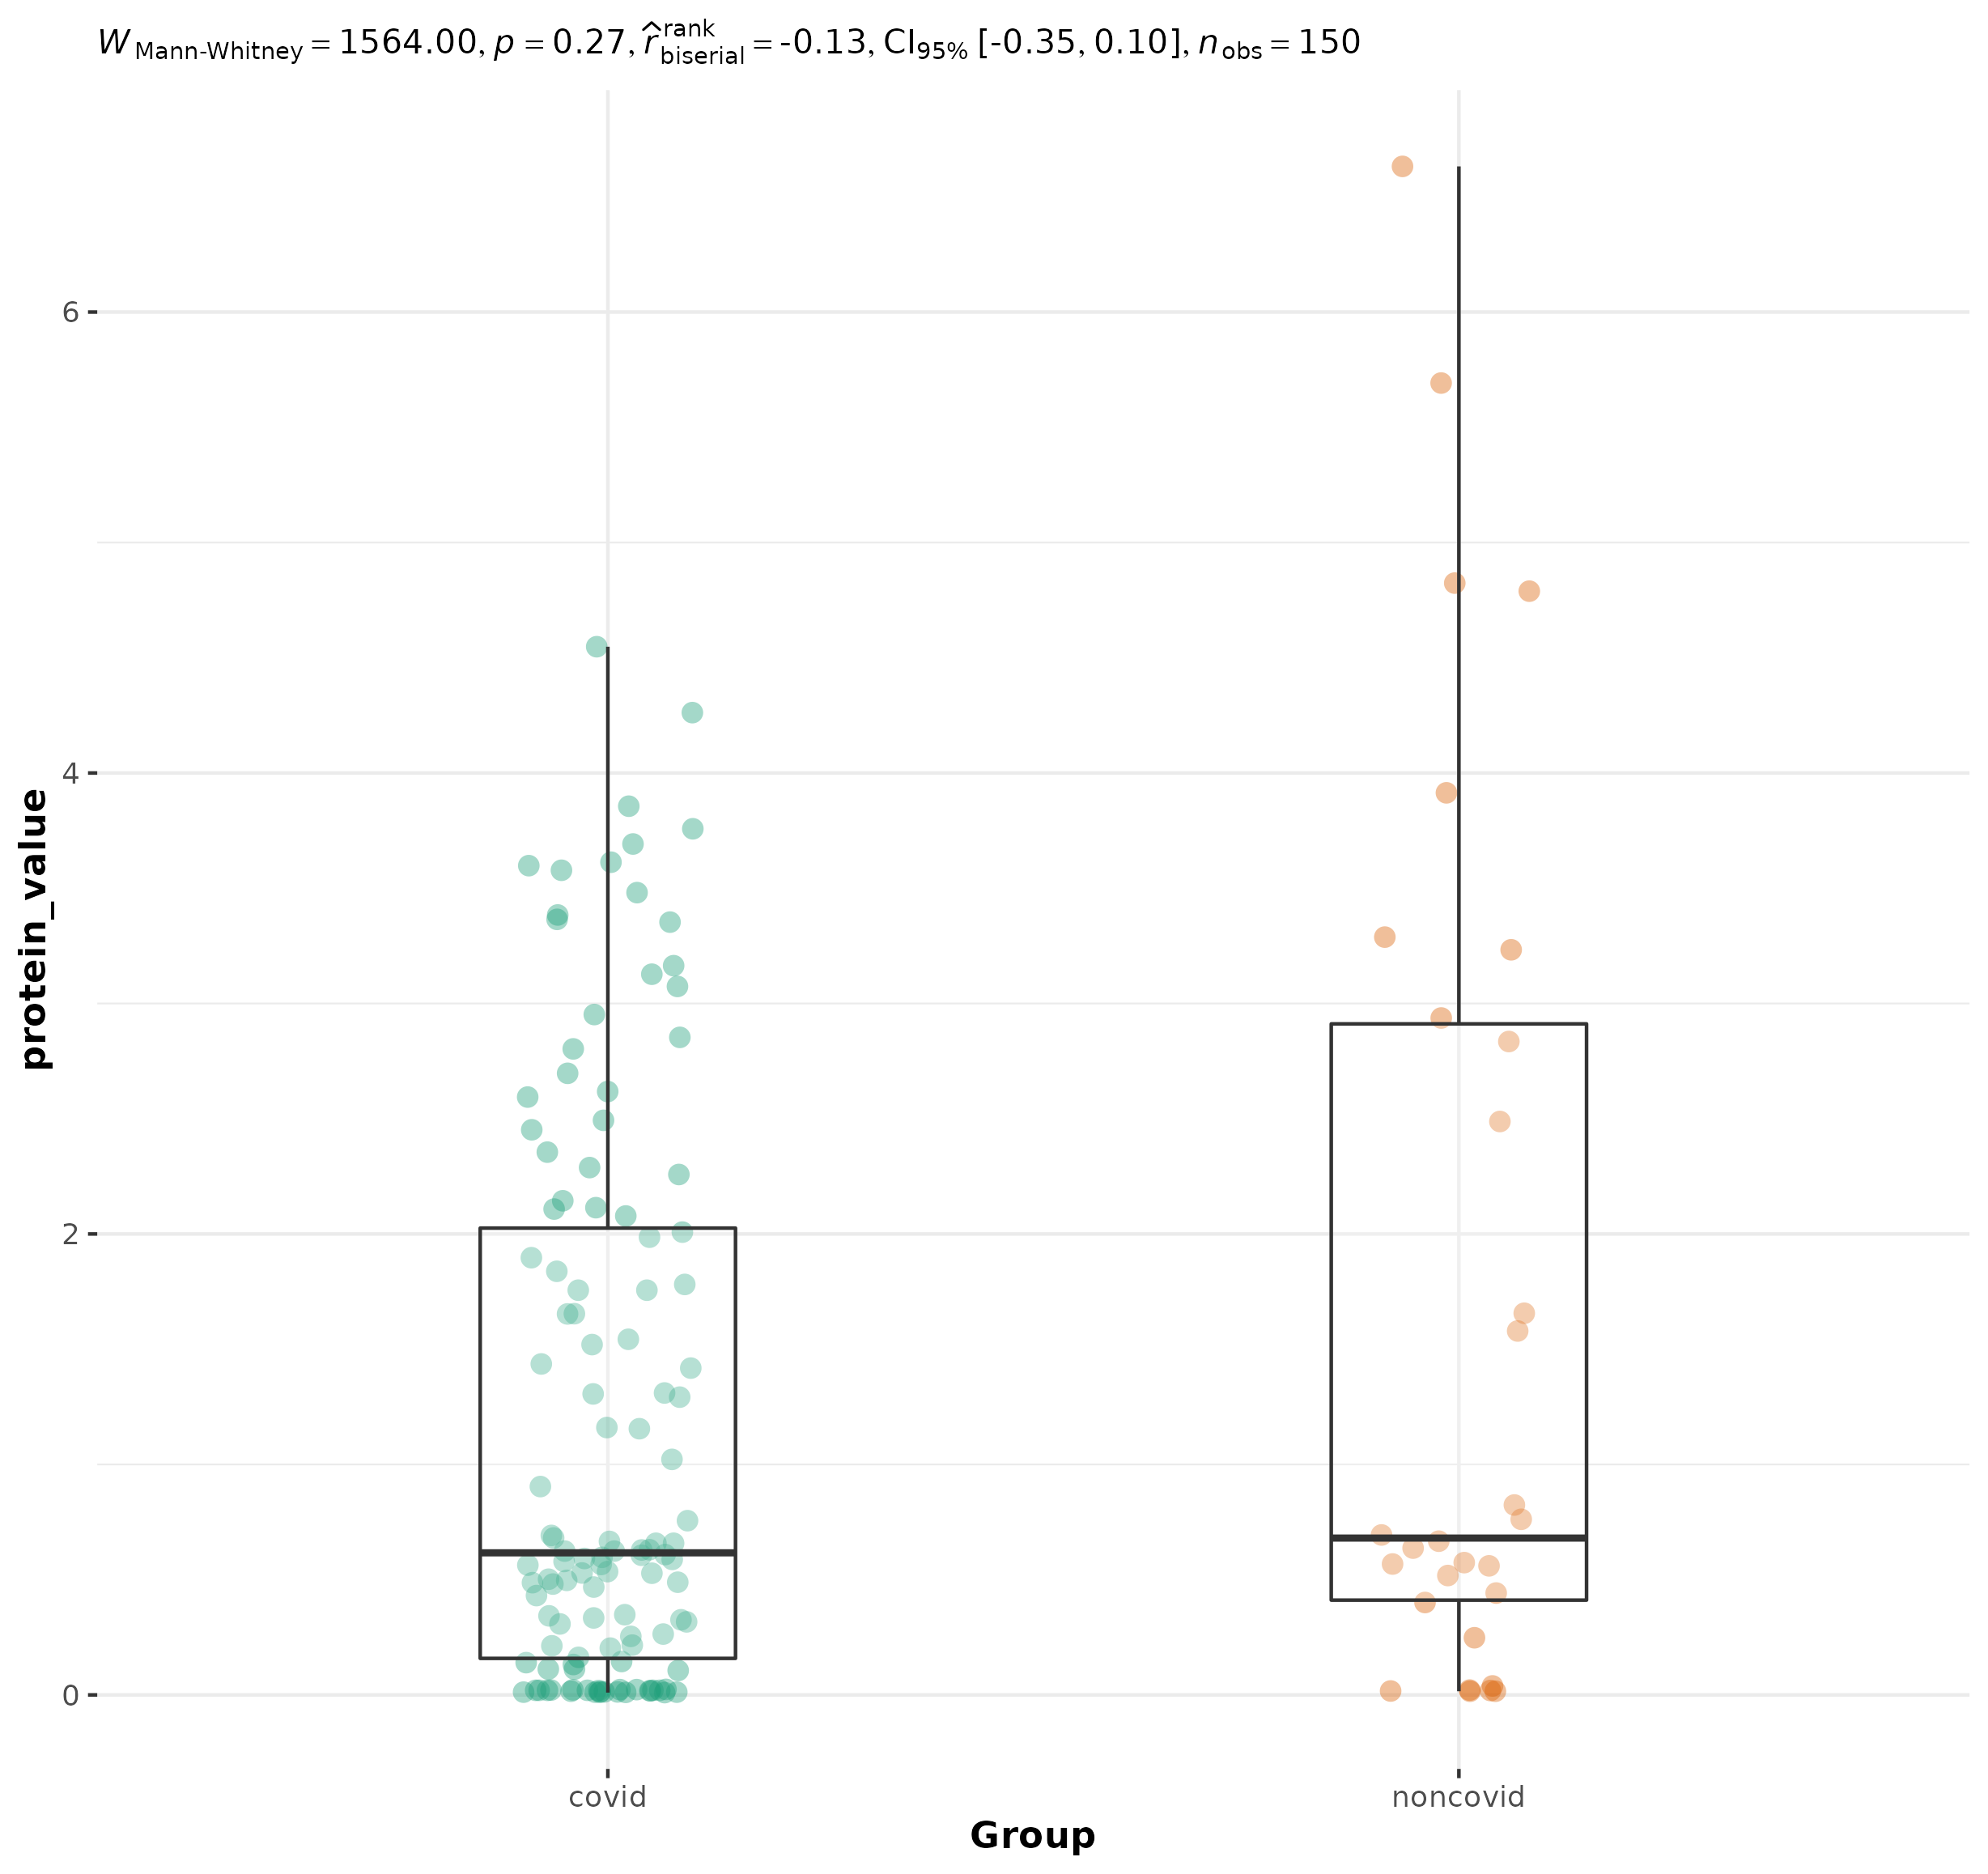 W Mann-Whitney = 1564.00, p = 0.27, r̂ rank biserial = -0.13, CI95% [-0.35, 0.10], nobs = 150
6
4
2
0
protein_value
covid noncovid
Group